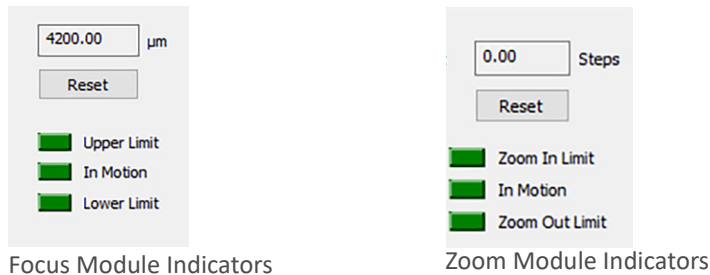 4200.00 µm
Reset
Upper Limit
In Motion
Lower Limit
Focus Module Indicators
0.00 Steps
Reset
Zoom In Limit
In Motion
Zoom Out Limit
Zoom Module Indicators